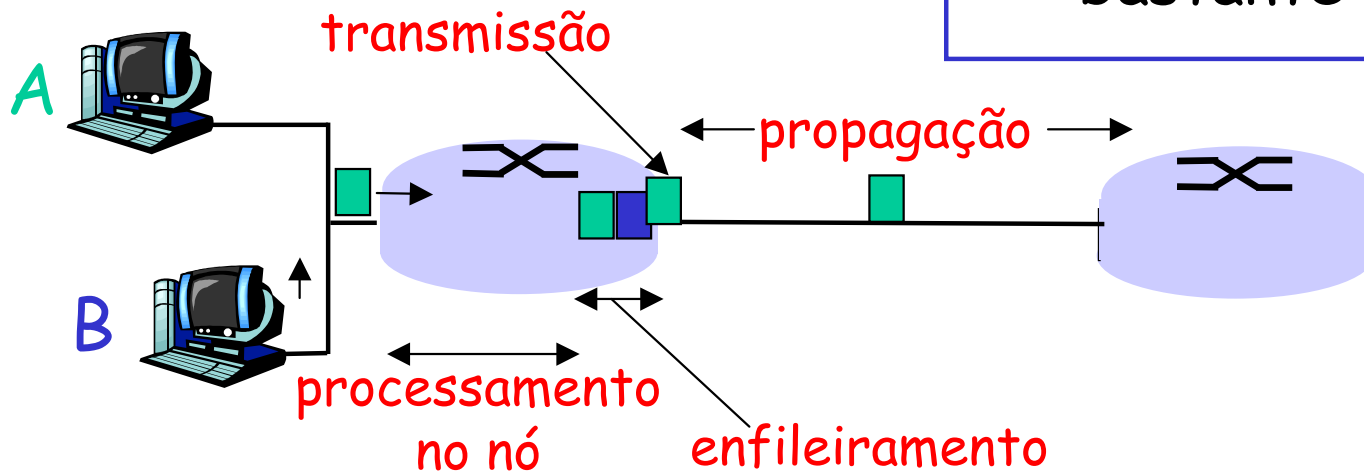 transmissão
A
propagação
B
processamento
no nó
enfileiramento